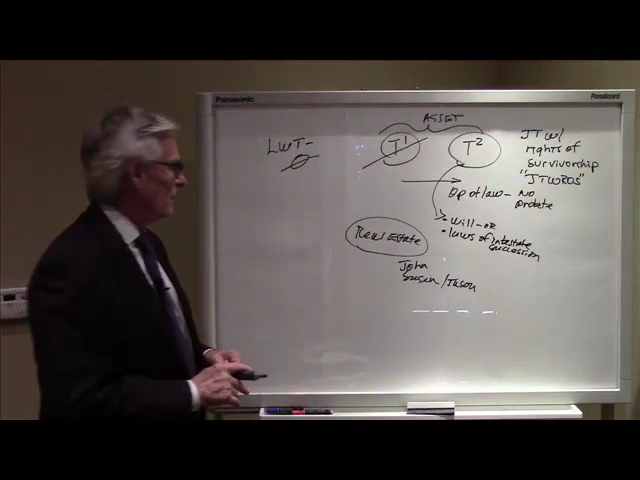 Panasonic
Panaboard
ASSET
LWT-
T1
T2
JT w/
rights of
survivorship
"JTWROS"
Op of law- no
probate
• will-OR
• laws of intestate
succession
Real Estate
John
Susan/Jason